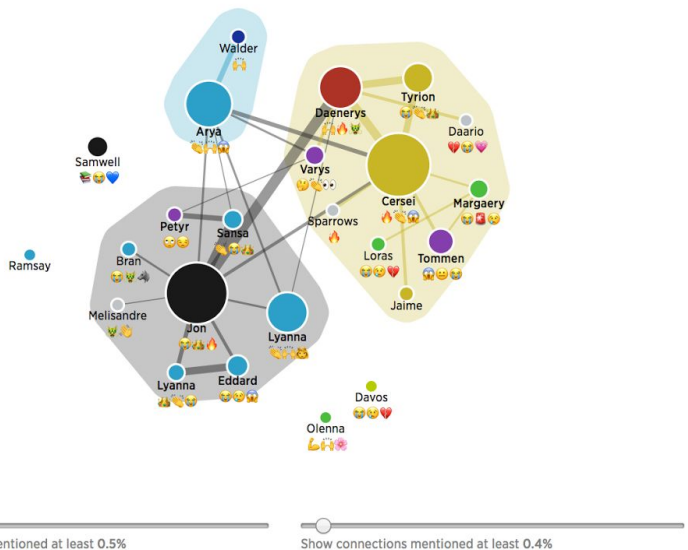 Walder
Arya
Daenerys
Tyrion
Daario
Samwell
Varys
Cersei
Margaery
Sparrows
Petyr
Sansa
Loras
Tommen
Ramsay
Bran
Melisandre
Jon
Lyanna
Jaime
Lyanna
Eddard
Davos
Olenna
mentioned at least 0.5%
Show connections mentioned at least 0.4%